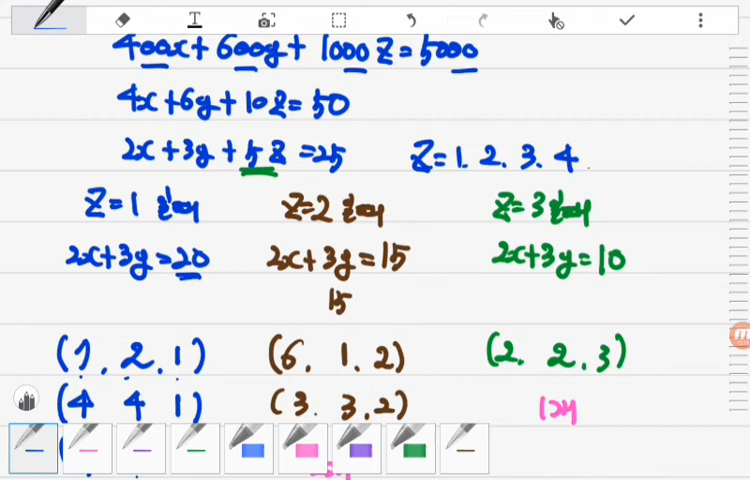 400x + 600y + 1000z = 5000
4x + 6y + 10z = 50
2x + 3y + 5z = 25 Z = 1. 2. 3. 4.
Z = 1 일때 Z=2 일때 Z=3일때
2x+3y=20 2x+3y=15 2x+3y=10
15
(7, 2, 1) (6, 1, 2) (2, 2, 3)
(4 4 1) (3. 3, 2)